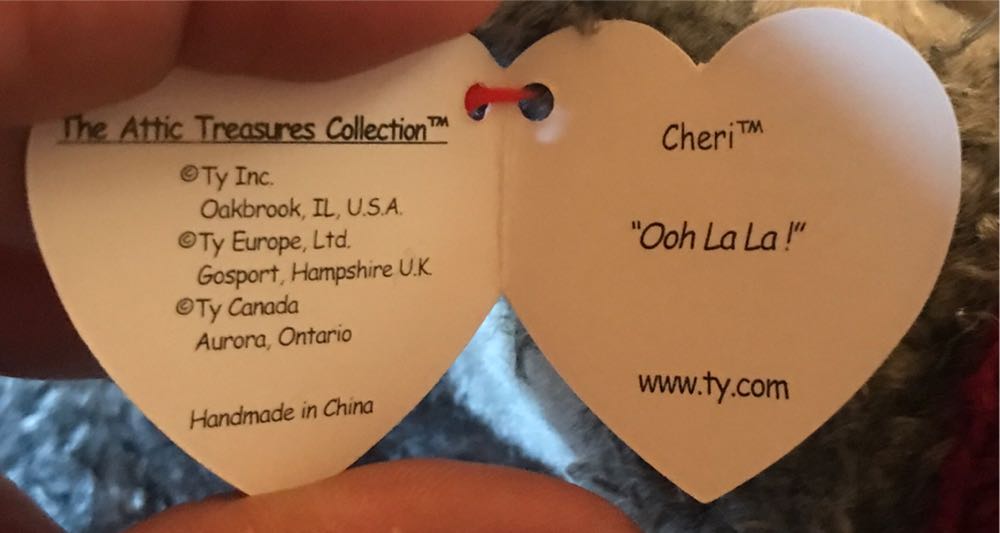 The Attic Treasures Collection™
©Ty Inc.
Oakbrook, IL, U.S.A.
©Ty Europe, Ltd.
Gosport, Hampshire U.K.
©Ty Canada
Aurora, Ontario
Handmade in China
Cheri™
“Ooh La La !”
www.ty.com